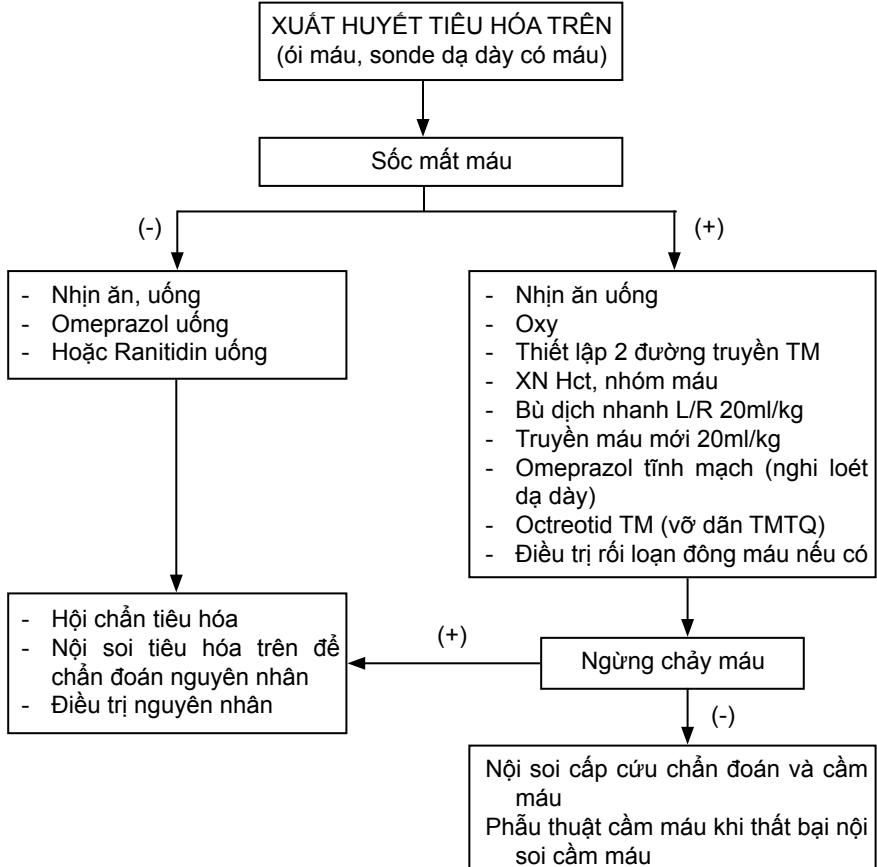 XUẤT HUYẾT TIÊU HÓA TRÊN
(ói máu, sonde dạ dày có máu)
Sốc mất máu
(-)
(+)
- Nhịn ăn, uống
- Omeprazol uống
- Hoặc Ranitidin uống
- Nhịn ăn uống
- Oxy
- Thiết lập 2 đường truyền TM
- XN Hct, nhóm máu
- Bù dịch nhanh L/R 20ml/kg
- Truyền máu mới 20ml/kg
- Omeprazol tĩnh mạch (nghi loét
dạ dày)
- Octreotid TM (vỡ dãn TMTQ)
- Điều trị rối loạn đông máu nếu có
- Hội chẩn tiêu hóa
- Nội soi tiêu hóa trên để
chẩn đoán nguyên nhân
- Điều trị nguyên nhân
(+)
Ngừng chảy máu
(-)
Nội soi cấp cứu chẩn đoán và cầm
máu
Phẫu thuật cầm máu khi thất bại nội
soi cầm máu